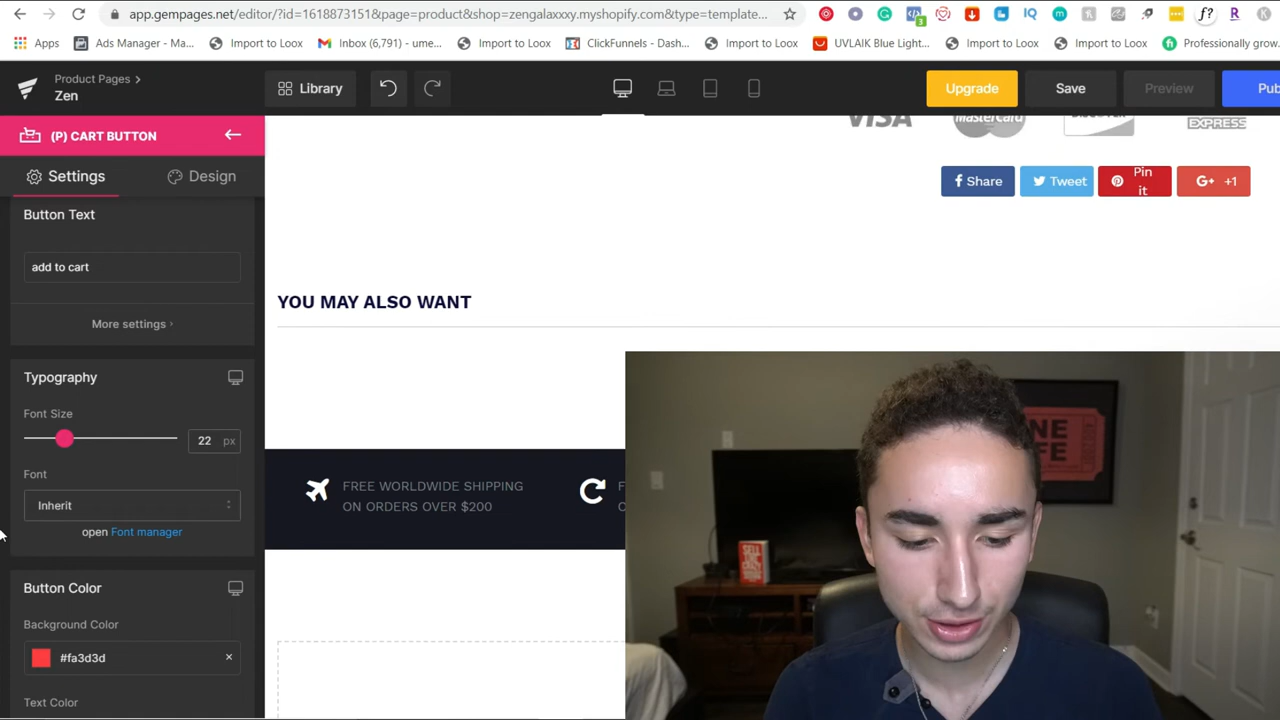 app.gempages.net/editor/?id=1618873151&page=product&shop=zengalaxxxy.myshopify.com&type=template...
Apps
Ads Manager - Ma...
Import to Loox
Inbox (6,791) - ume...
Import to Loox
ClickFunnels - Dash...
Import to Loox
UVLAIK Blue Light...
Import to Loox
Import to Loox
Professionally grow.
Product Pages >
Zen
Library
Upgrade
Save
Preview
Pub
(P) CART BUTTON
Settings
Design
Button Text
add to cart
More settings ›
Typography
Font Size
22 px
Font
Inherit
open Font manager
Button Color
Background Color
#fa3d3d
Text Color
VISA
MasterCard
EXPRESS
Share
Tweet
Pin
it
G+ +1
YOU MAY ALSO WANT
FREE WORLDWIDE SHIPPING
ON ORDERS OVER $200
F
O
SELL